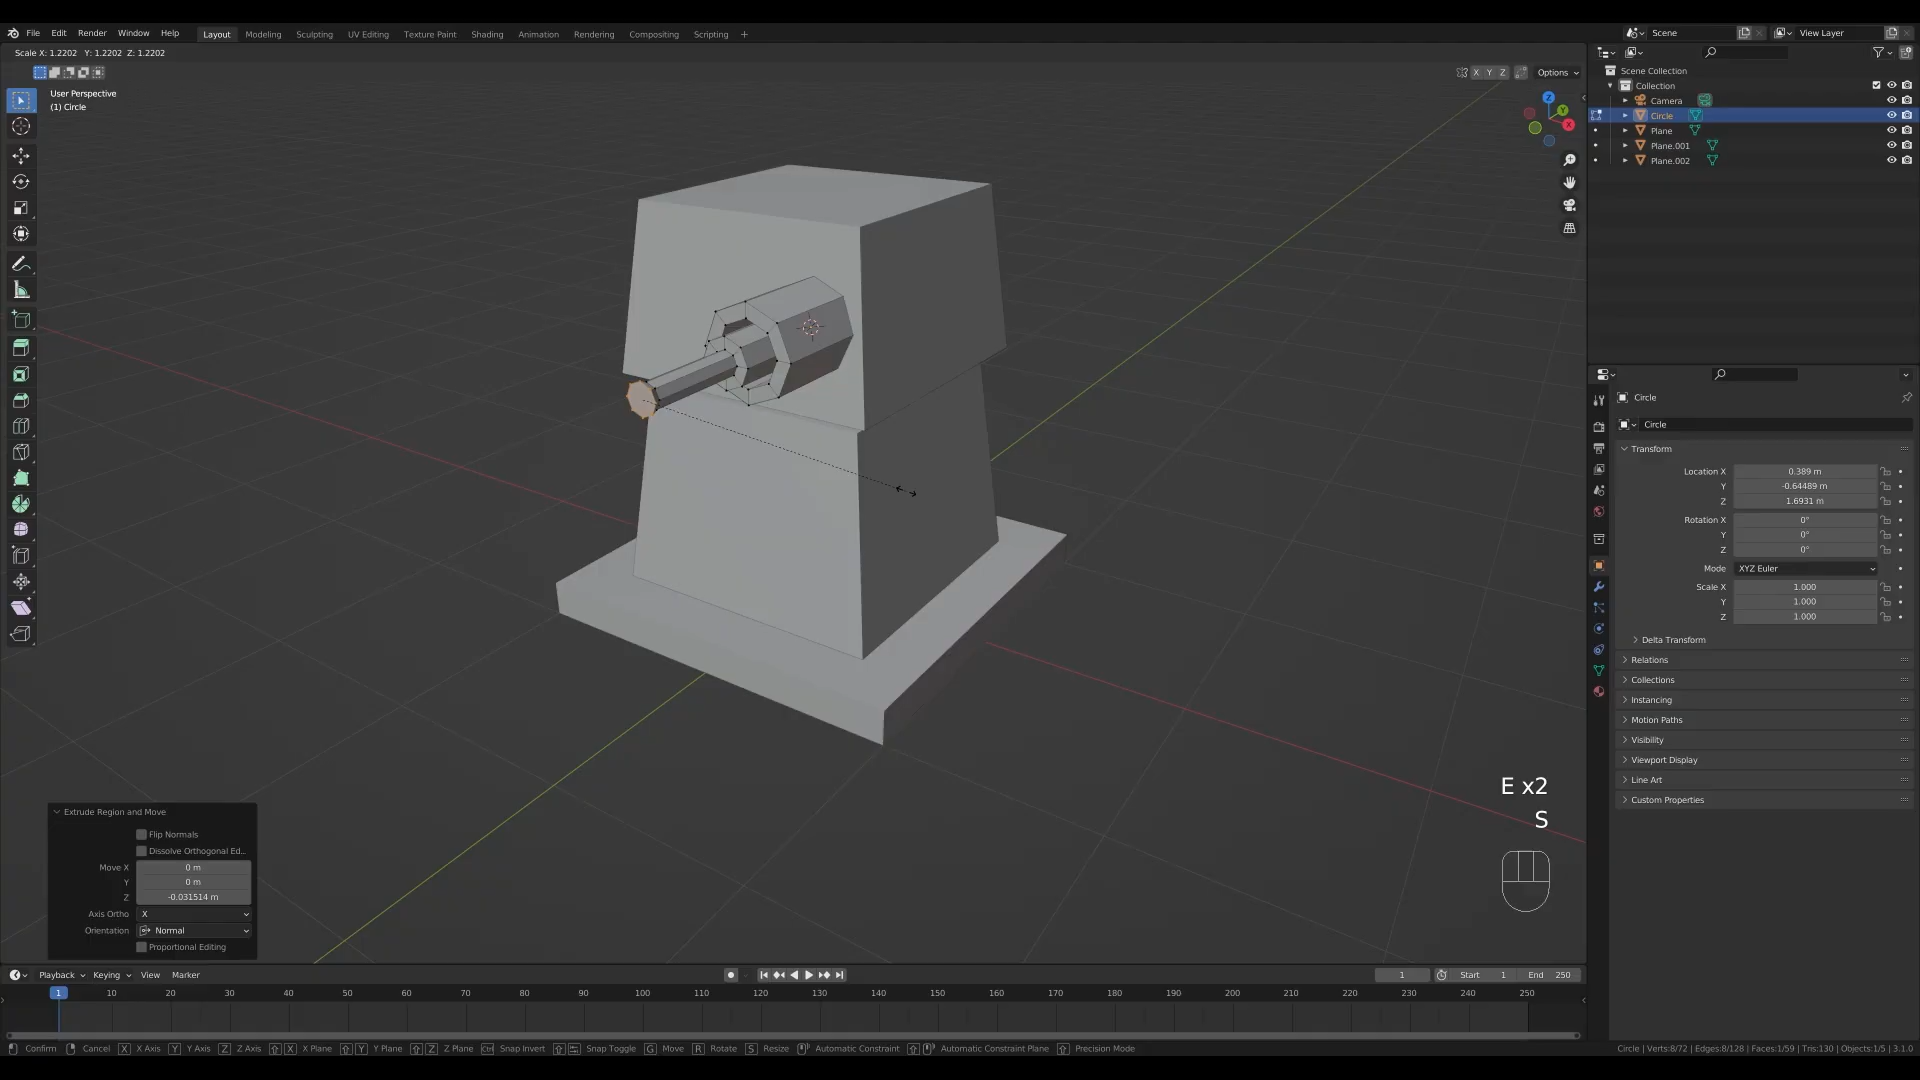 File Edit Render Window Help Layout Modeling Sculpting UV Editing Texture Paint Shading Animation Rendering Compositing Scripting + Scene View Layer
Scale X: 1.2202 Y: 1.2202 Z: 1.2202
X Y Z Options
User Perspective
(1) Circle
Z
Y
X
Scene Collection
Collection
Camera
Circle
Plane
Plane.001
Plane.002
Circle
Circle
Transform
Location X 0.389 m
Y -0.64489 m
Z 1.6931 m
Rotation X 0°
Y 0°
Z 0°
Mode XYZ Euler
Scale X 1.000
Y 1.000
Z 1.000
Delta Transform
Relations
Collections
Instancing
Motion Paths
Visibility
Viewport Display
Line Art
Custom Properties
E x2
S
Extrude Region and Move
Flip Normals
Dissolve Orthogonal Ed...
Move X 0 m
Y 0 m
Z -0.031514 m
Axis Ortho X
Orientation Normal
Proportional Editing
Playback Keying View Marker 1 Start 1 End 250
1 10 20 30 40 50 60 70 80 90 100 110 120 130 140 150 160 170 180 190 200 210 220 230 240 250
Confirm Cancel X X Axis Y Y Axis Z Z Axis X X Plane Y Y Plane Z Z Plane Ctrl Snap Invert Snap Toggle G Move R Rotate S Resize Automatic Constraint Automatic Constraint Plane Precision Mode Circle | Verts:8/72 | Edges:8/128 | Faces:1/59 | Tris:130 | Objects:1/5 | 3.1.0